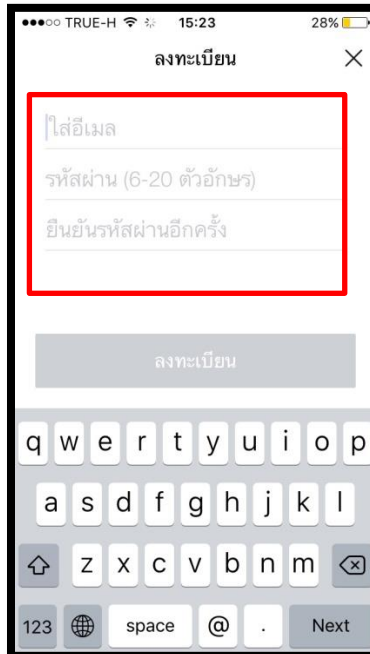 TRUE-H 15:23 28%
ลงทะเบียน
ใส่อีเมล
รหัสผ่าน (6-20 ตัวอักษร)
ยืนยันรหัสผ่านอีกครั้ง
ลงทะเบียน
q w e r t y u i o p
a s d f g h j k l
z x c v b n m
123 space @ . Next